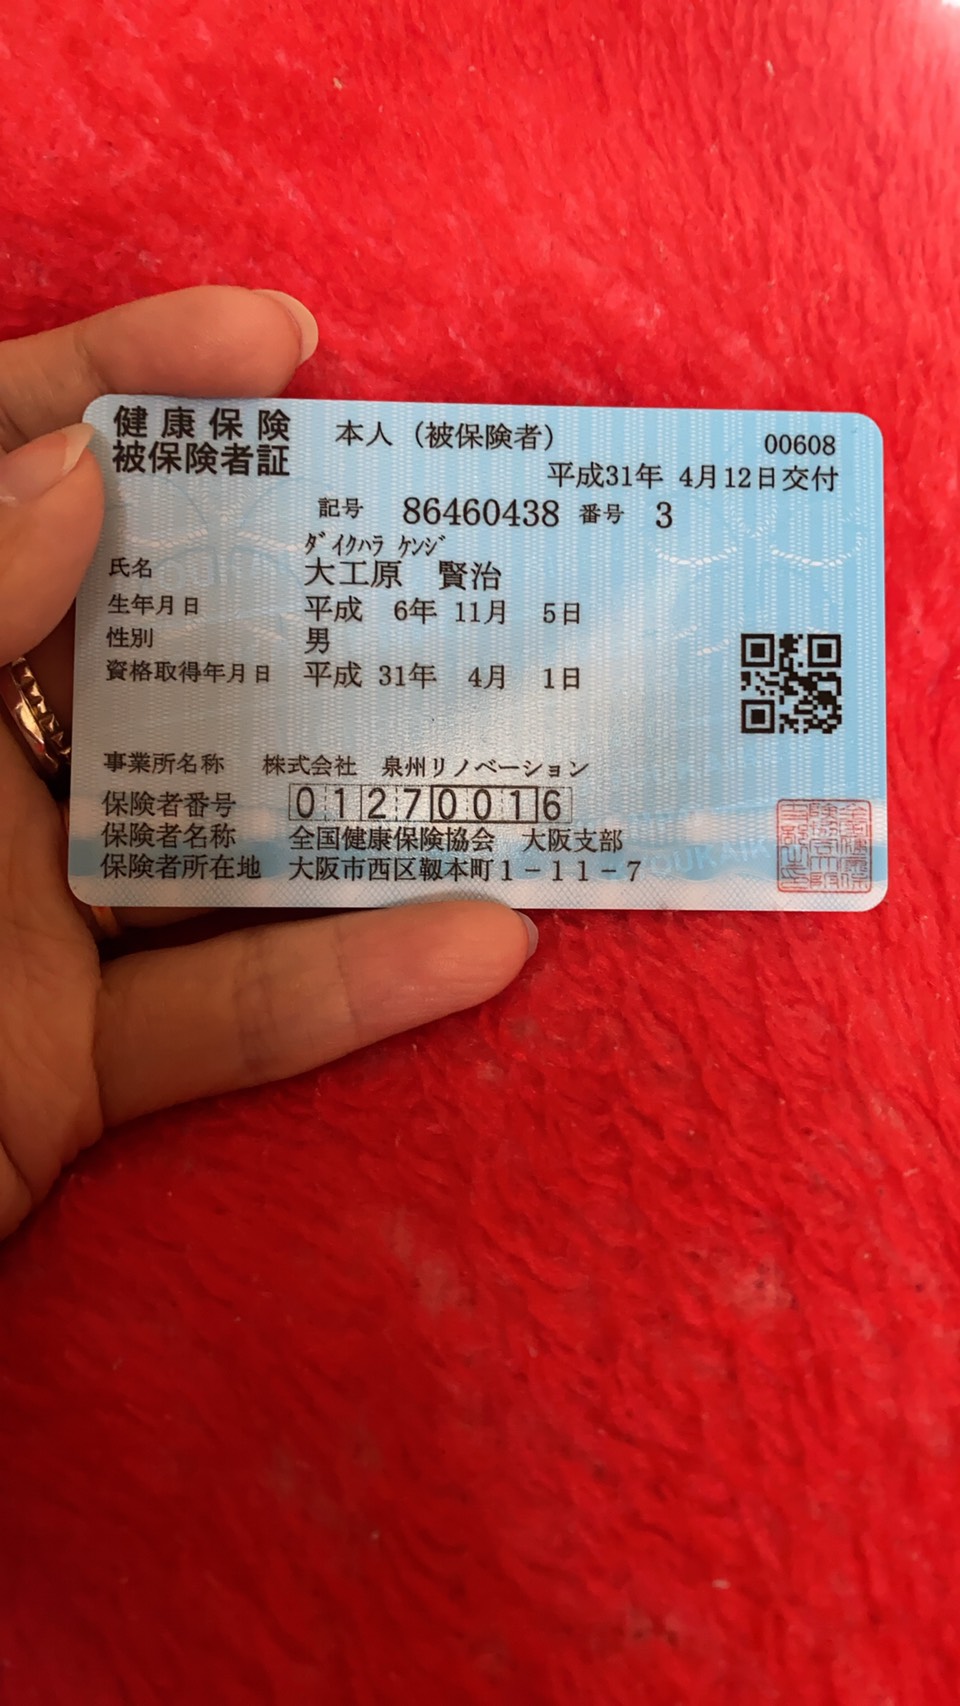 健康保険
被保険者証
本人（被保険者）
00608
平成31年 4月12日交付
記号 86460438 番号 3
ﾀﾞｲｸﾊﾗ ｹﾝｼﾞ
氏名 大工原 賢治
生年月日 平成 6年 11月 5日
性別 男
資格取得年月日 平成 31年 4月 1日
事業所名称 株式会社 泉州リノベーション
保険者番号 01270016
保険者名称 全国健康保険協会 大阪支部
保険者所在地 大阪市西区靱本町１－１１－７